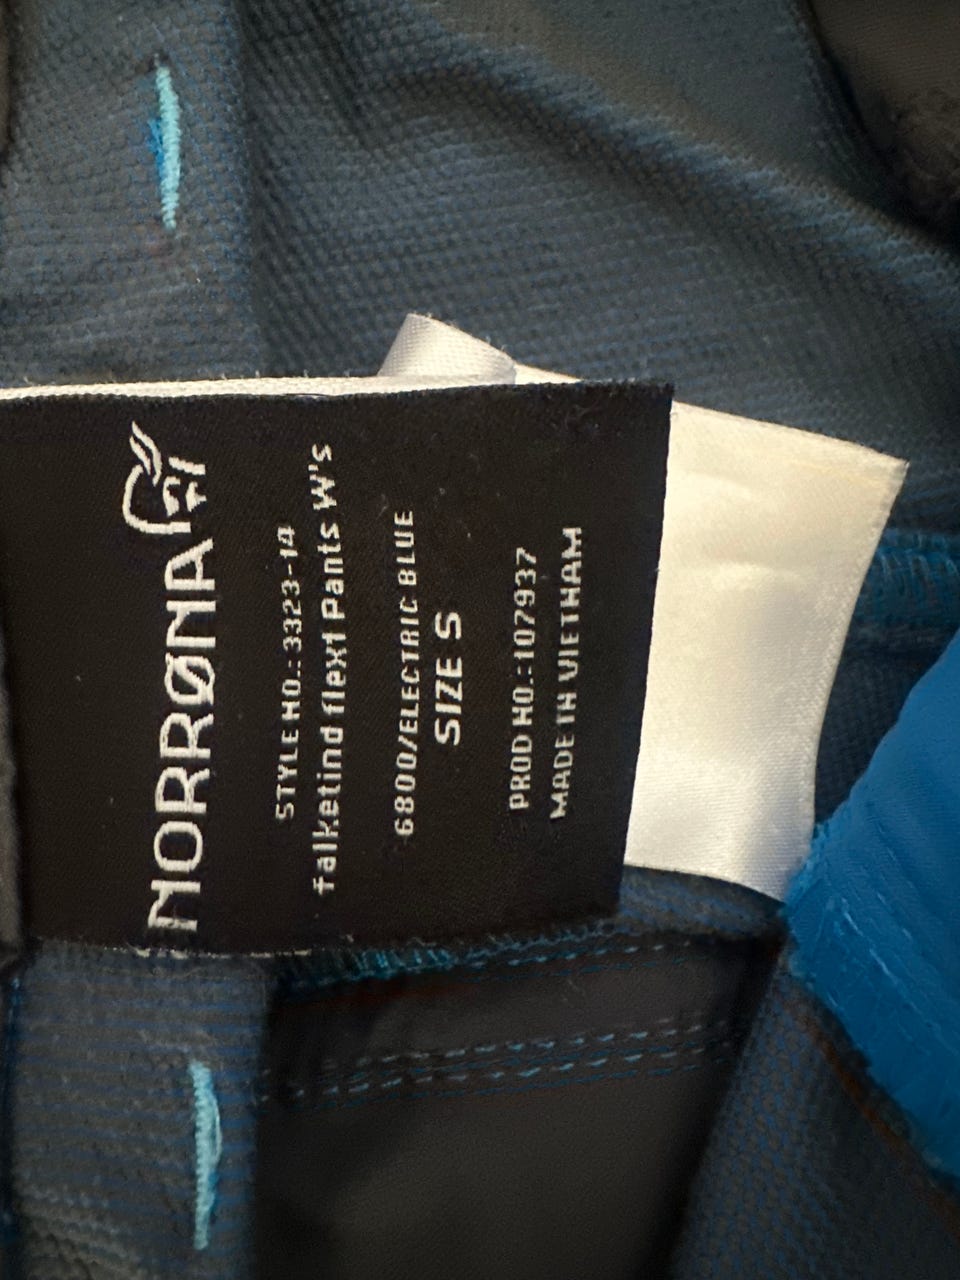 NORRØNA
STYLE NO.: 3323-14
falketind flex1 Pants W's
6800/ELECTRIC BLUE
SIZE S
PROD NO.: 107937
MADE IN VIETNAM